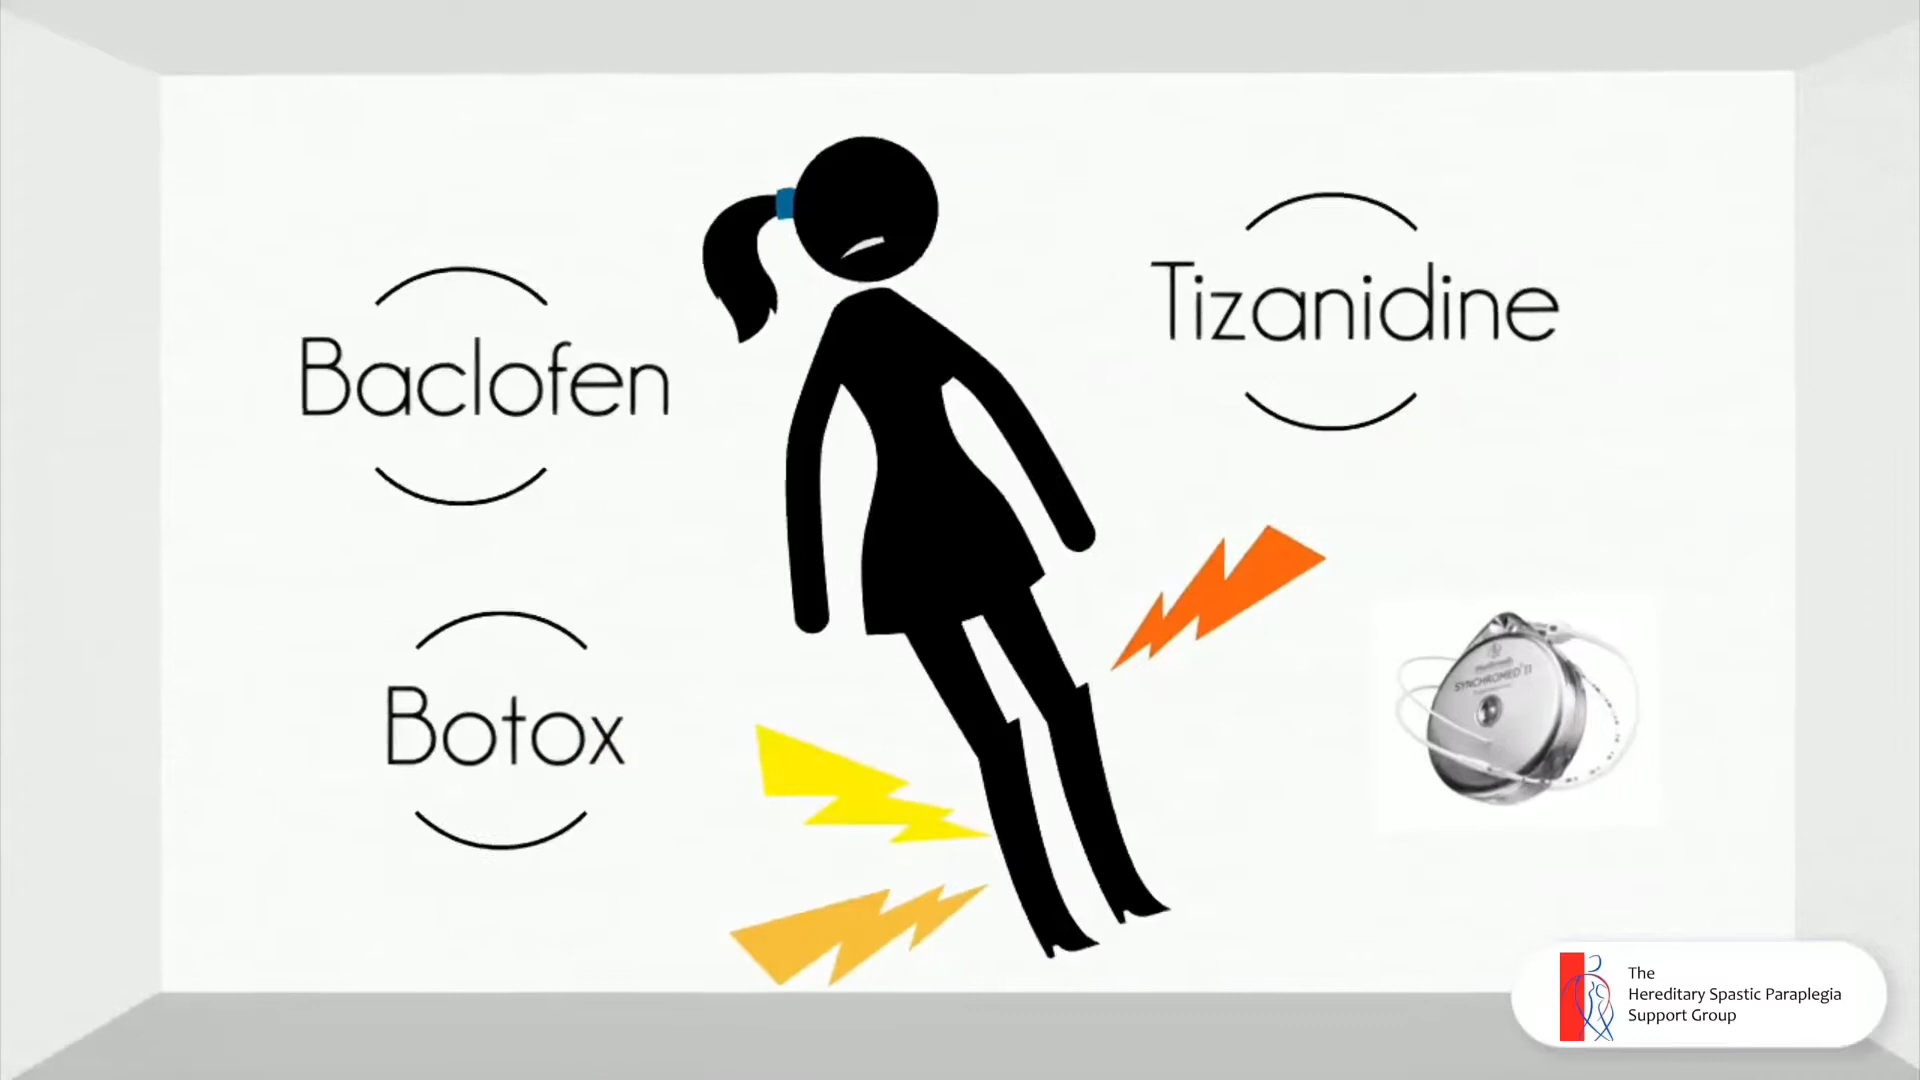 Baclofen
Tizanidine
Botox
SYNCHROMED II
The
Hereditary Spastic Paraplegia
Support Group